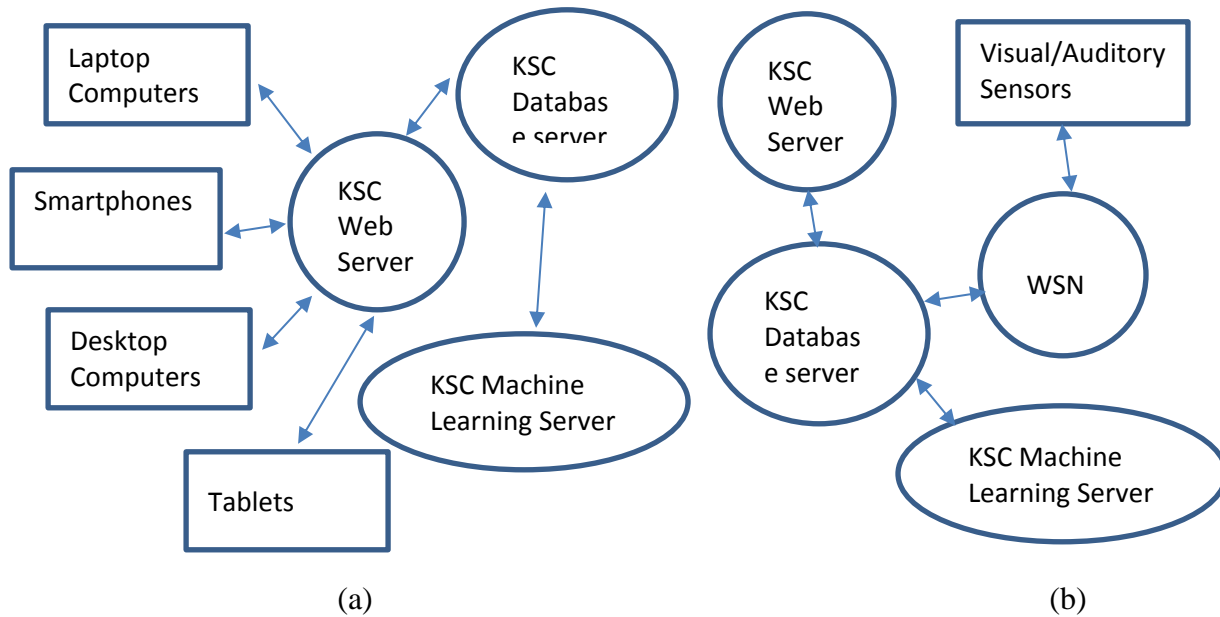 Laptop
Computers
Smartphones
Desktop
Computers
Tablets
KSC
Web
Server
KSC
Databas
e server
KSC Machine
Learning Server
(a)
KSC
Web
Server
Visual/Auditory
Sensors
KSC
Databas
e server
WSN
KSC Machine
Learning Server
(b)